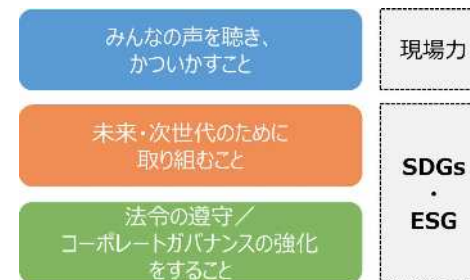 みんなの声を聴き、
かついかすこと
現場力
未来・次世代のために
取り組むこと
法令の遵守／
コーポレートガバナンスの強化
をすること
SDGs
・
ESG